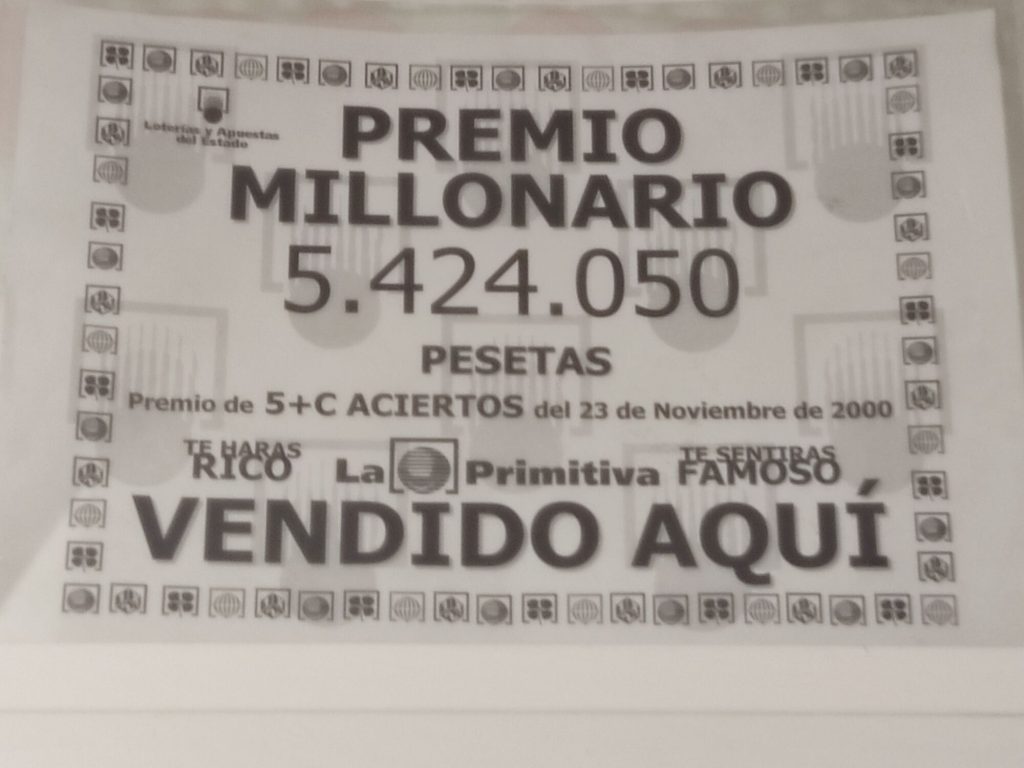 Loterías y Apuestas
del Estado
PREMIO
MILLONARIO
5.424.050
PESETAS
Premio de 5+C ACIERTOS del 23 de Noviembre de 2000
TE HARAS
RICO
La Primitiva
TE SENTIRAS
FAMOSO
VENDIDO AQUÍ